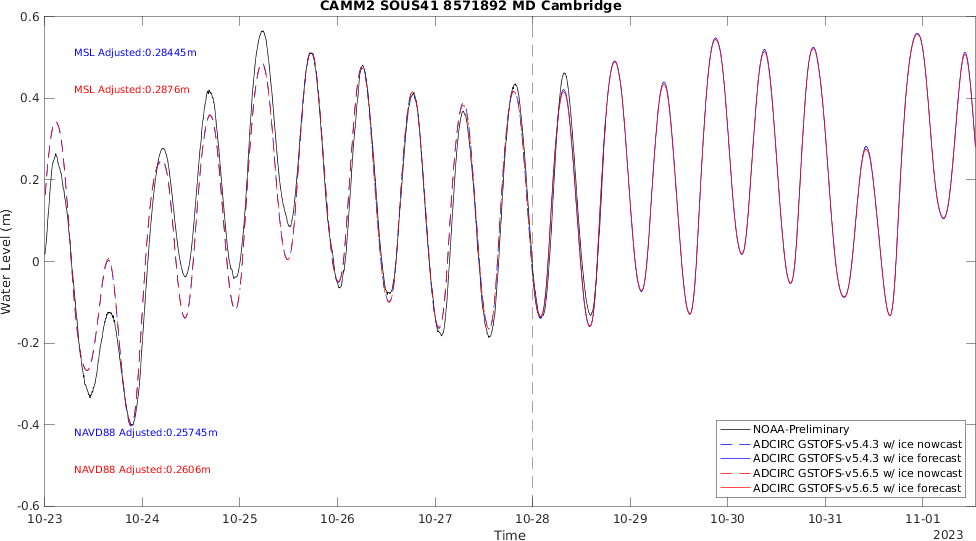 CAMM2 SOUS41 8571892 MD Cambridge
0.6
MSL Adjusted:0.28445m
MSL Adjusted:0.2876m
0.4
0.2
0
-0.2
-0.4
-0.6
Water Level (m)
NAVD88 Adjusted:0.25745m
NAVD88 Adjusted:0.2606m
NOAA-Preliminary
ADCIRC GSTOFS-v5.4.3 w/ ice nowcast
ADCIRC GSTOFS-v5.4.3 w/ ice forecast
ADCIRC GSTOFS-v5.6.5 w/ ice nowcast
ADCIRC GSTOFS-v5.6.5 w/ ice forecast
10-23 10-24 10-25 10-26 10-27 10-28 10-29 10-30 10-31 11-01
Time
2023